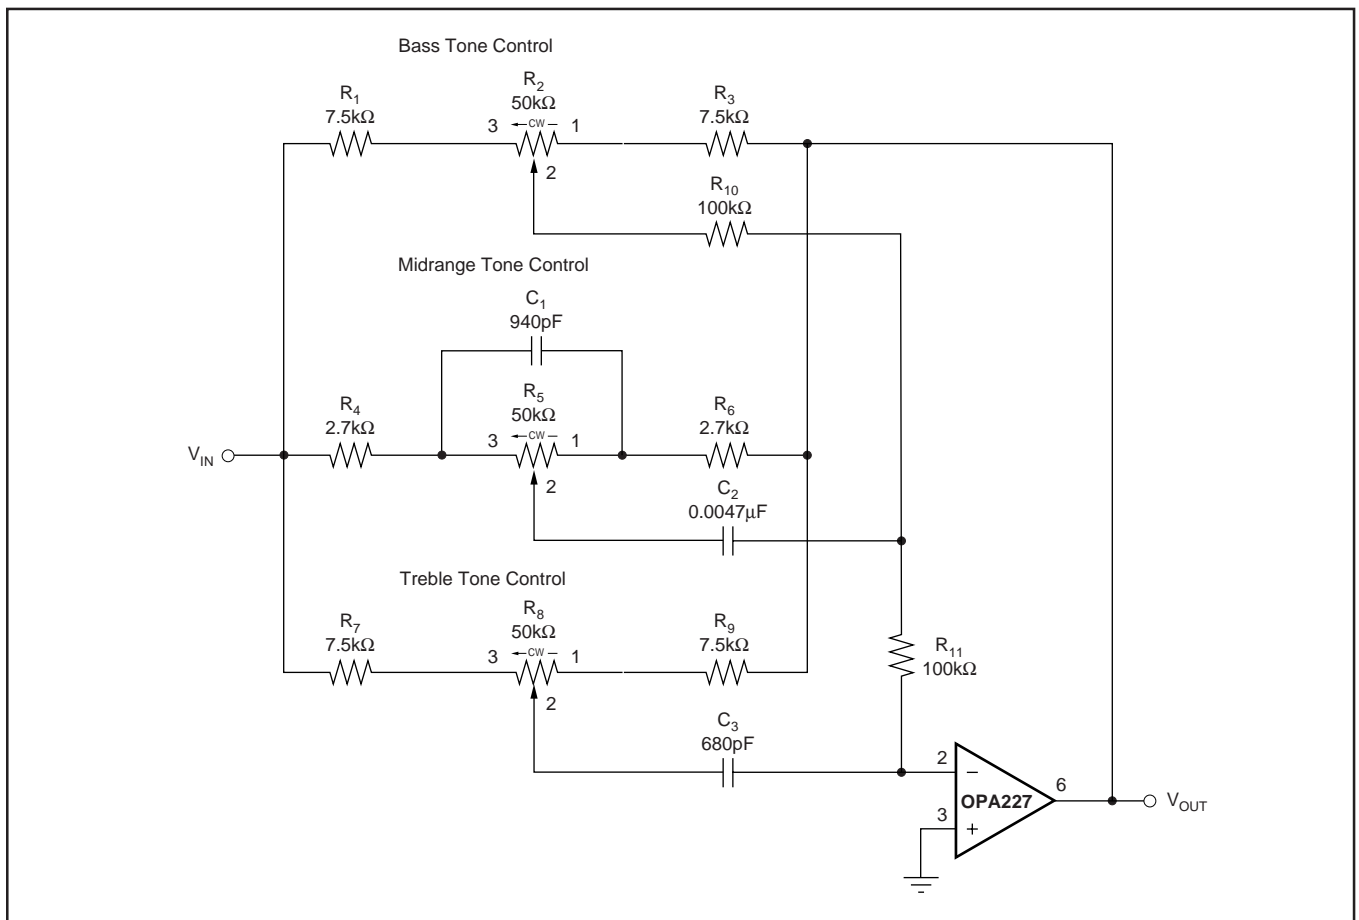 Bass Tone Control
R1
7.5kΩ
R2
50kΩ
3 CW 1
2
R3
7.5kΩ
R10
100kΩ
Midrange Tone Control
C1
940pF
R4
2.7kΩ
R5
50kΩ
3 CW 1
2
R6
2.7kΩ
VIN
C2
0.0047µF
Treble Tone Control
R7
7.5kΩ
R8
50kΩ
3 CW 1
2
R9
7.5kΩ
R11
100kΩ
C3
680pF
2
−
OPA227
6
3
+
VOUT